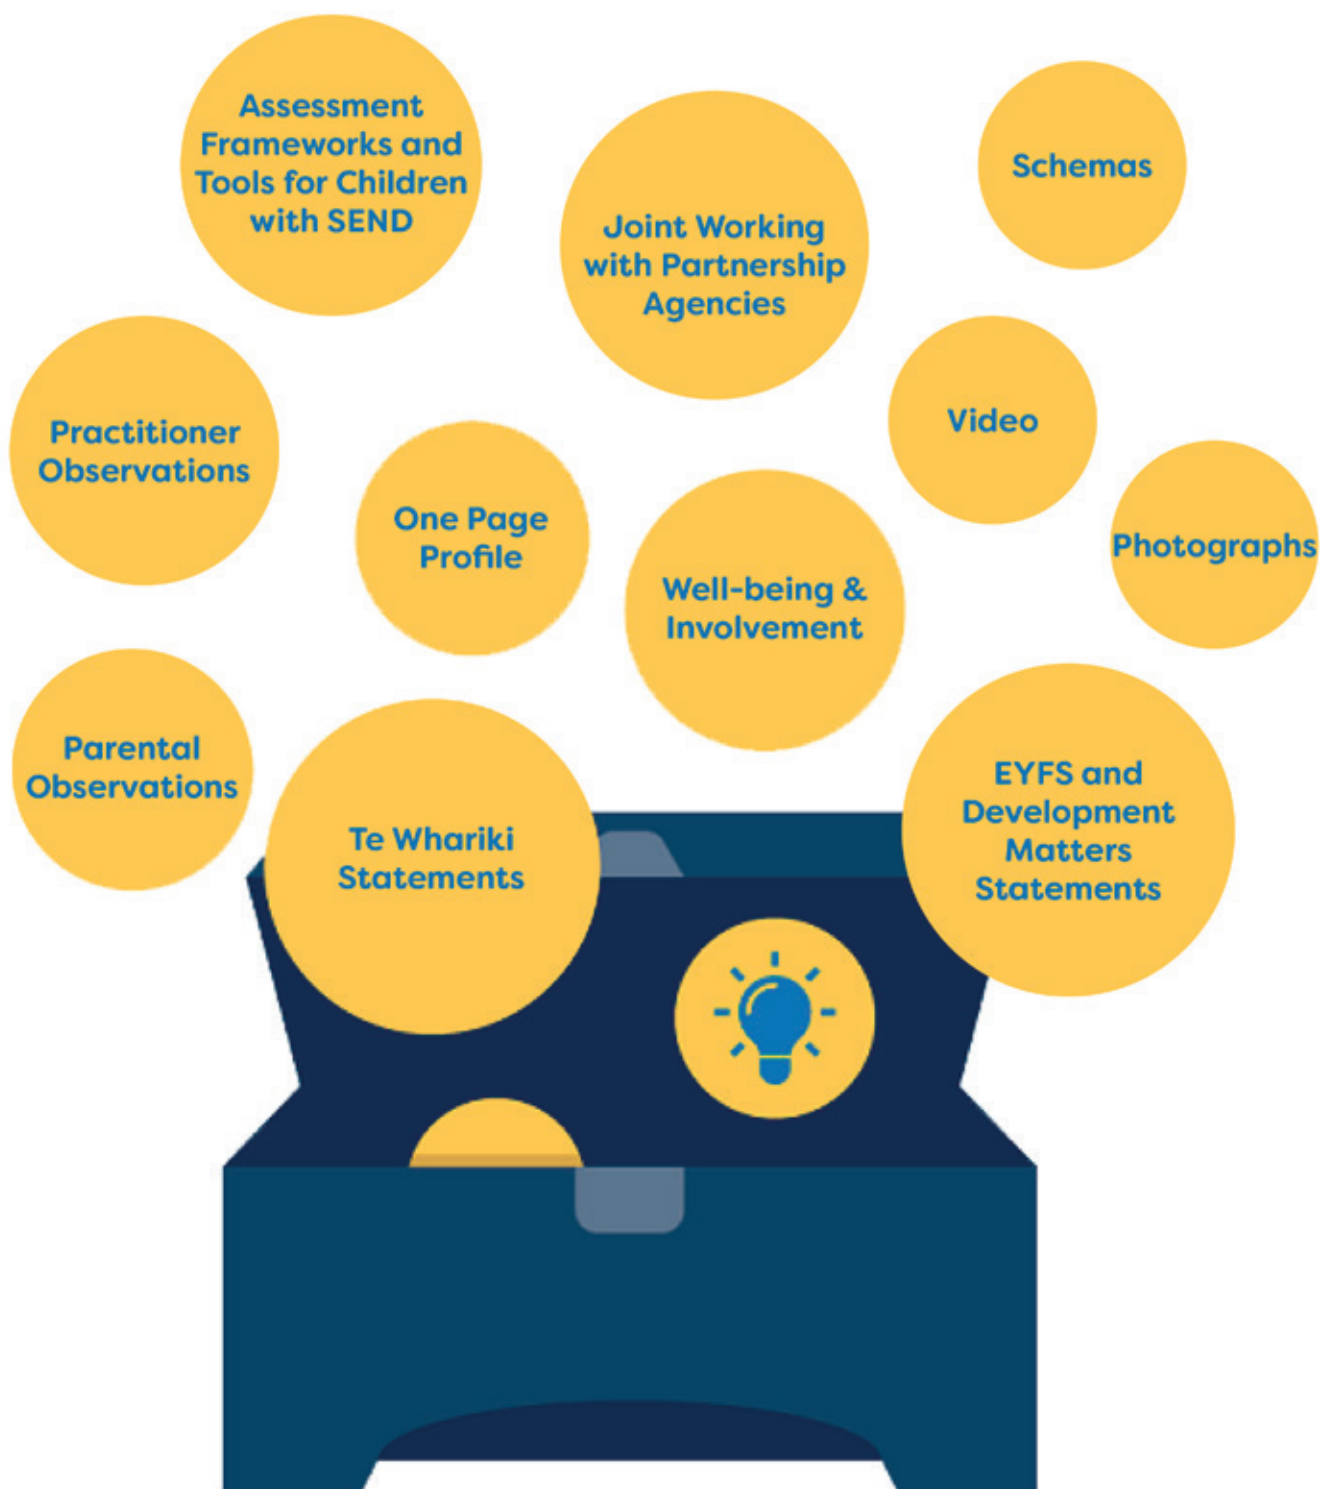 Assessment
Frameworks and
Tools for Children
with SEND
Joint Working
with Partnership
Agencies
Schemas
Practitioner
Observations
One Page
Profile
Video
Well-being &
Involvement
Photographs
Parental
Observations
Te Whariki
Statements
EYFS and
Development
Matters
Statements